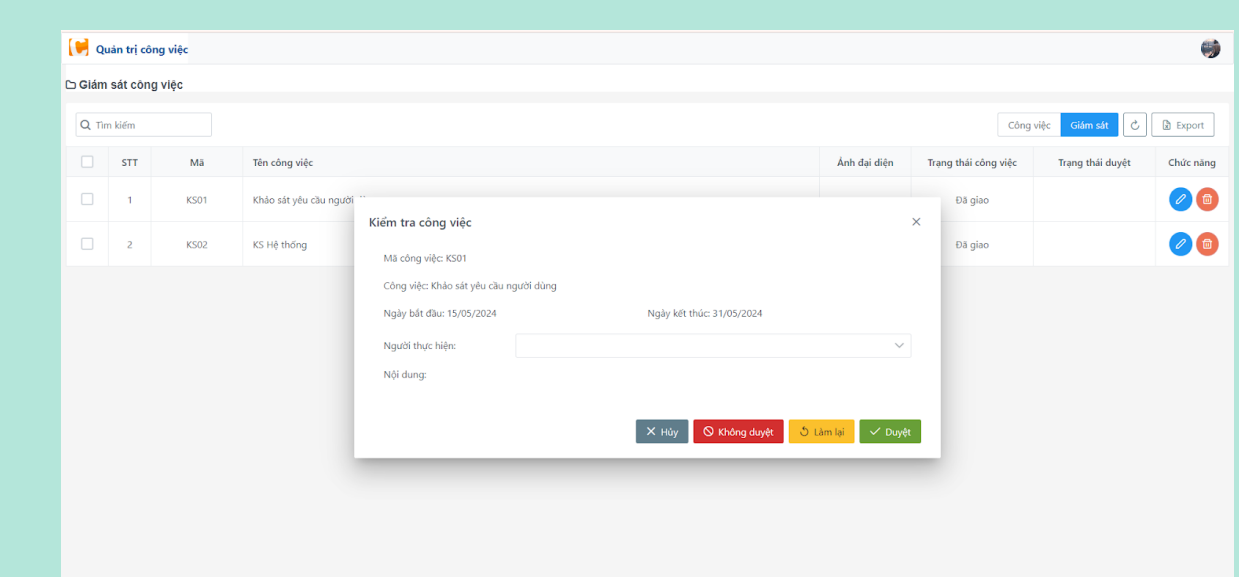 Quản trị công việc
Giám sát công việc
Tìm kiếm
Công việc Giám sát Export
STT Mã Tên công việc Ảnh đại diện Trạng thái công việc Trạng thái duyệt Chức năng
1 KS01 Khảo sát yêu cầu người Đã giao
2 KS02 KS Hệ thống Đã giao
Kiểm tra công việc
Mã công việc: KS01
Công việc: Khảo sát yêu cầu người dùng
Ngày bắt đầu: 15/05/2024 Ngày kết thúc: 31/05/2024
Người thực hiện:
Nội dung:
Hủy Không duyệt Làm lại Duyệt